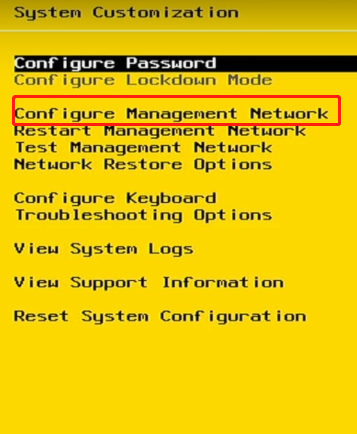 System Customization
Configure Password
Configure Lockdown Mode
Configure Management Network
Restart Management Network
Test Management Network
Network Restore Options
Configure Keyboard
Troubleshooting Options
View System Logs
View Support Information
Reset System Configuration